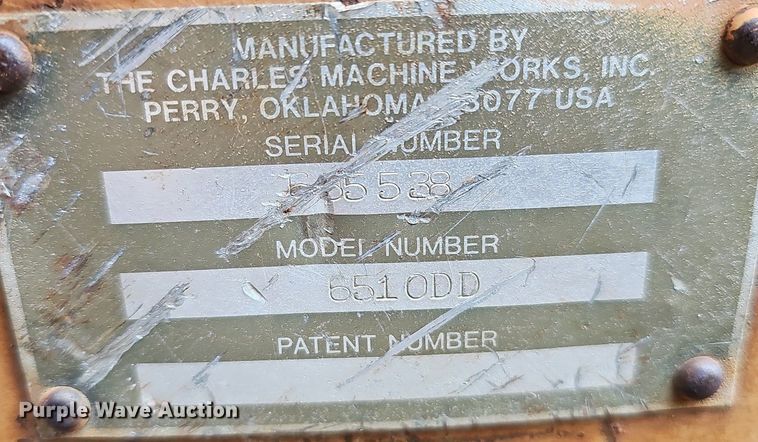 MANUFACTURED BY
THE CHARLES MACHINE WORKS, INC.
PERRY, OKLAHOMA 73077 USA
SERIAL NUMBER
MODEL NUMBER
6510DD
PATENT NUMBER
Purple Wave Auction